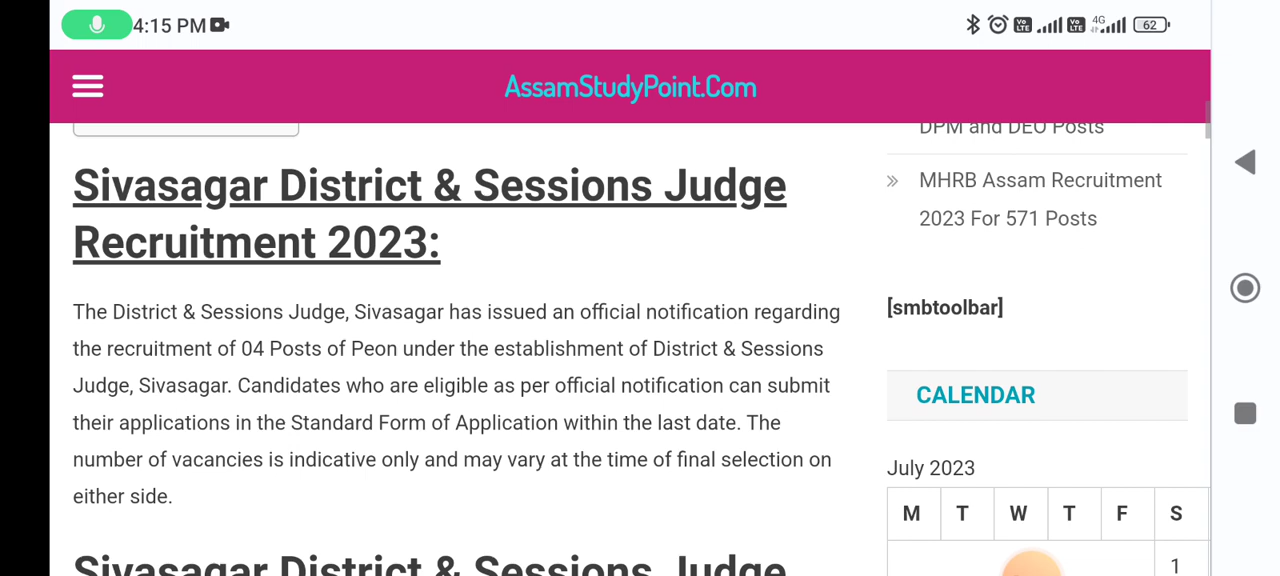 4:15 PM
4G
62
AssamStudyPoint.Com
Sivasagar District & Sessions Judge
Recruitment 2023:
The District & Sessions Judge, Sivasagar has issued an official notification regarding
the recruitment of 04 Posts of Peon under the establishment of District & Sessions
Judge, Sivasagar. Candidates who are eligible as per official notification can submit
their applications in the Standard Form of Application within the last date. The
number of vacancies is indicative only and may vary at the time of final selection on
either side.
Sivasagar District & Sessions Judge
DPM and DEO Posts
» MHRB Assam Recruitment
2023 For 571 Posts
[smbtoolbar]
CALENDAR
July 2023
M T W T F S
1